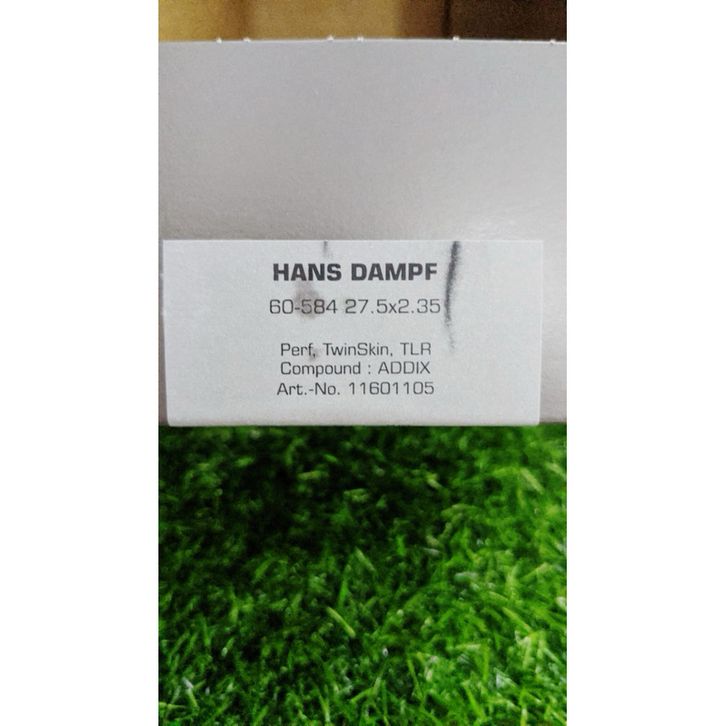 HANS DAMPF
60-584 27.5x2.35
Perf, TwinSkin, TLR
Compound : ADDIX
Art.-No. 11601105